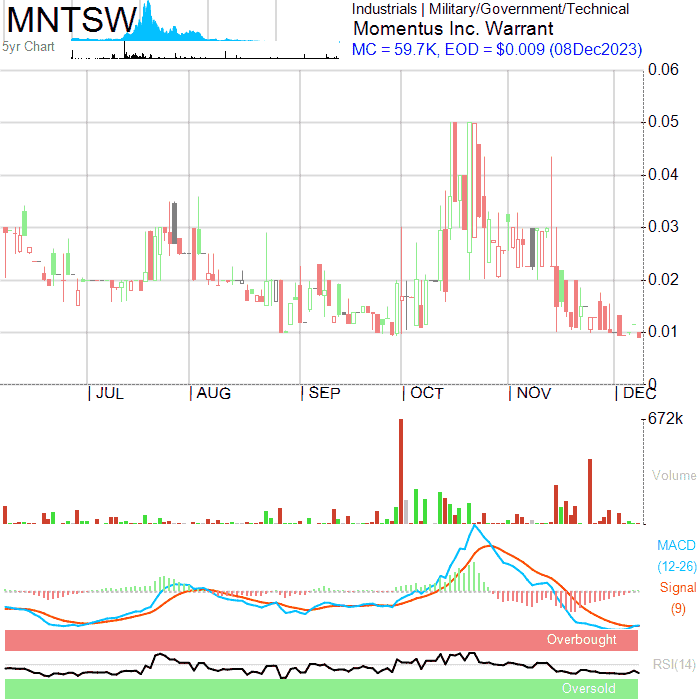 MNTSW
5yr Chart
Industrials | Military/Government/Technical
Momentus Inc. Warrant
MC = 59.7K, EOD = $0.009 (08Dec2023)
0.06
0.05
0.04
0.03
0.02
0.01
0
JUL AUG SEP OCT NOV DEC
672k
Volume
MACD
(12-26)
Signal
(9)
Overbought
RSI(14)
Oversold